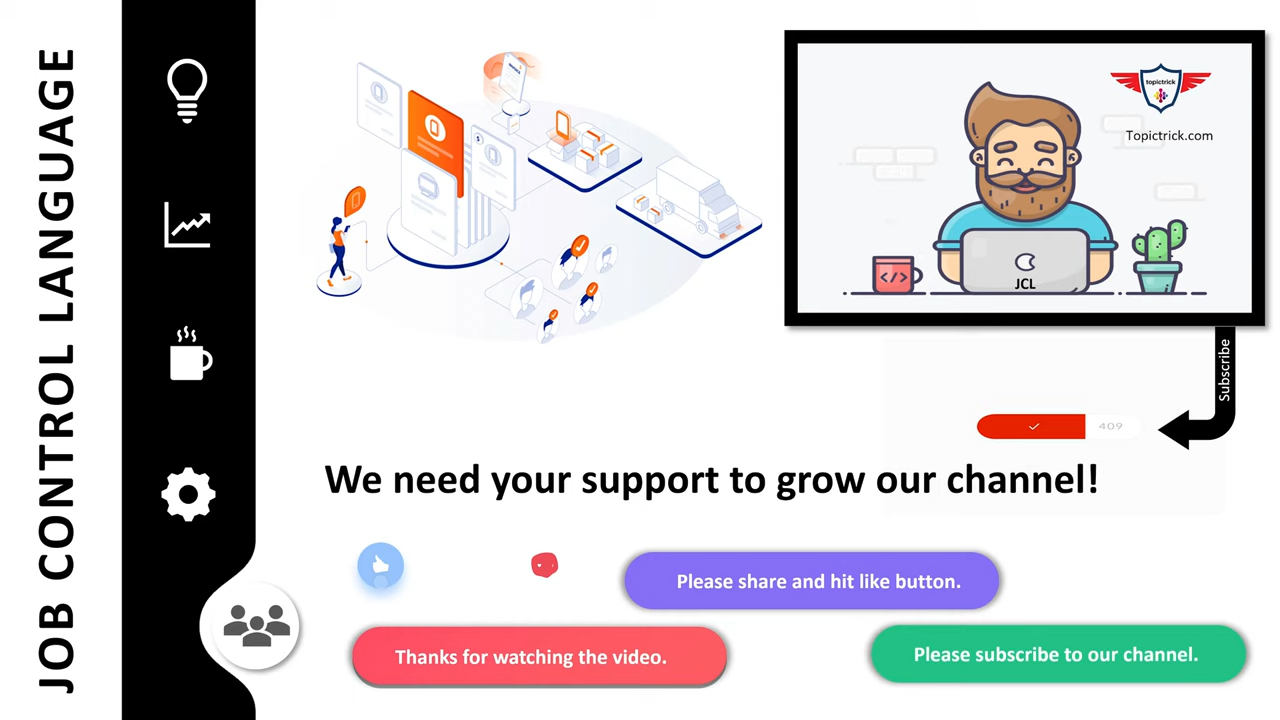 JOB CONTROL LANGUAGE
topictrick
Topictrick.com
</>
JCL
Subscribe
409
We need your support to grow our channel!
Please share and hit like button.
Thanks for watching the video.
Please subscribe to our channel.